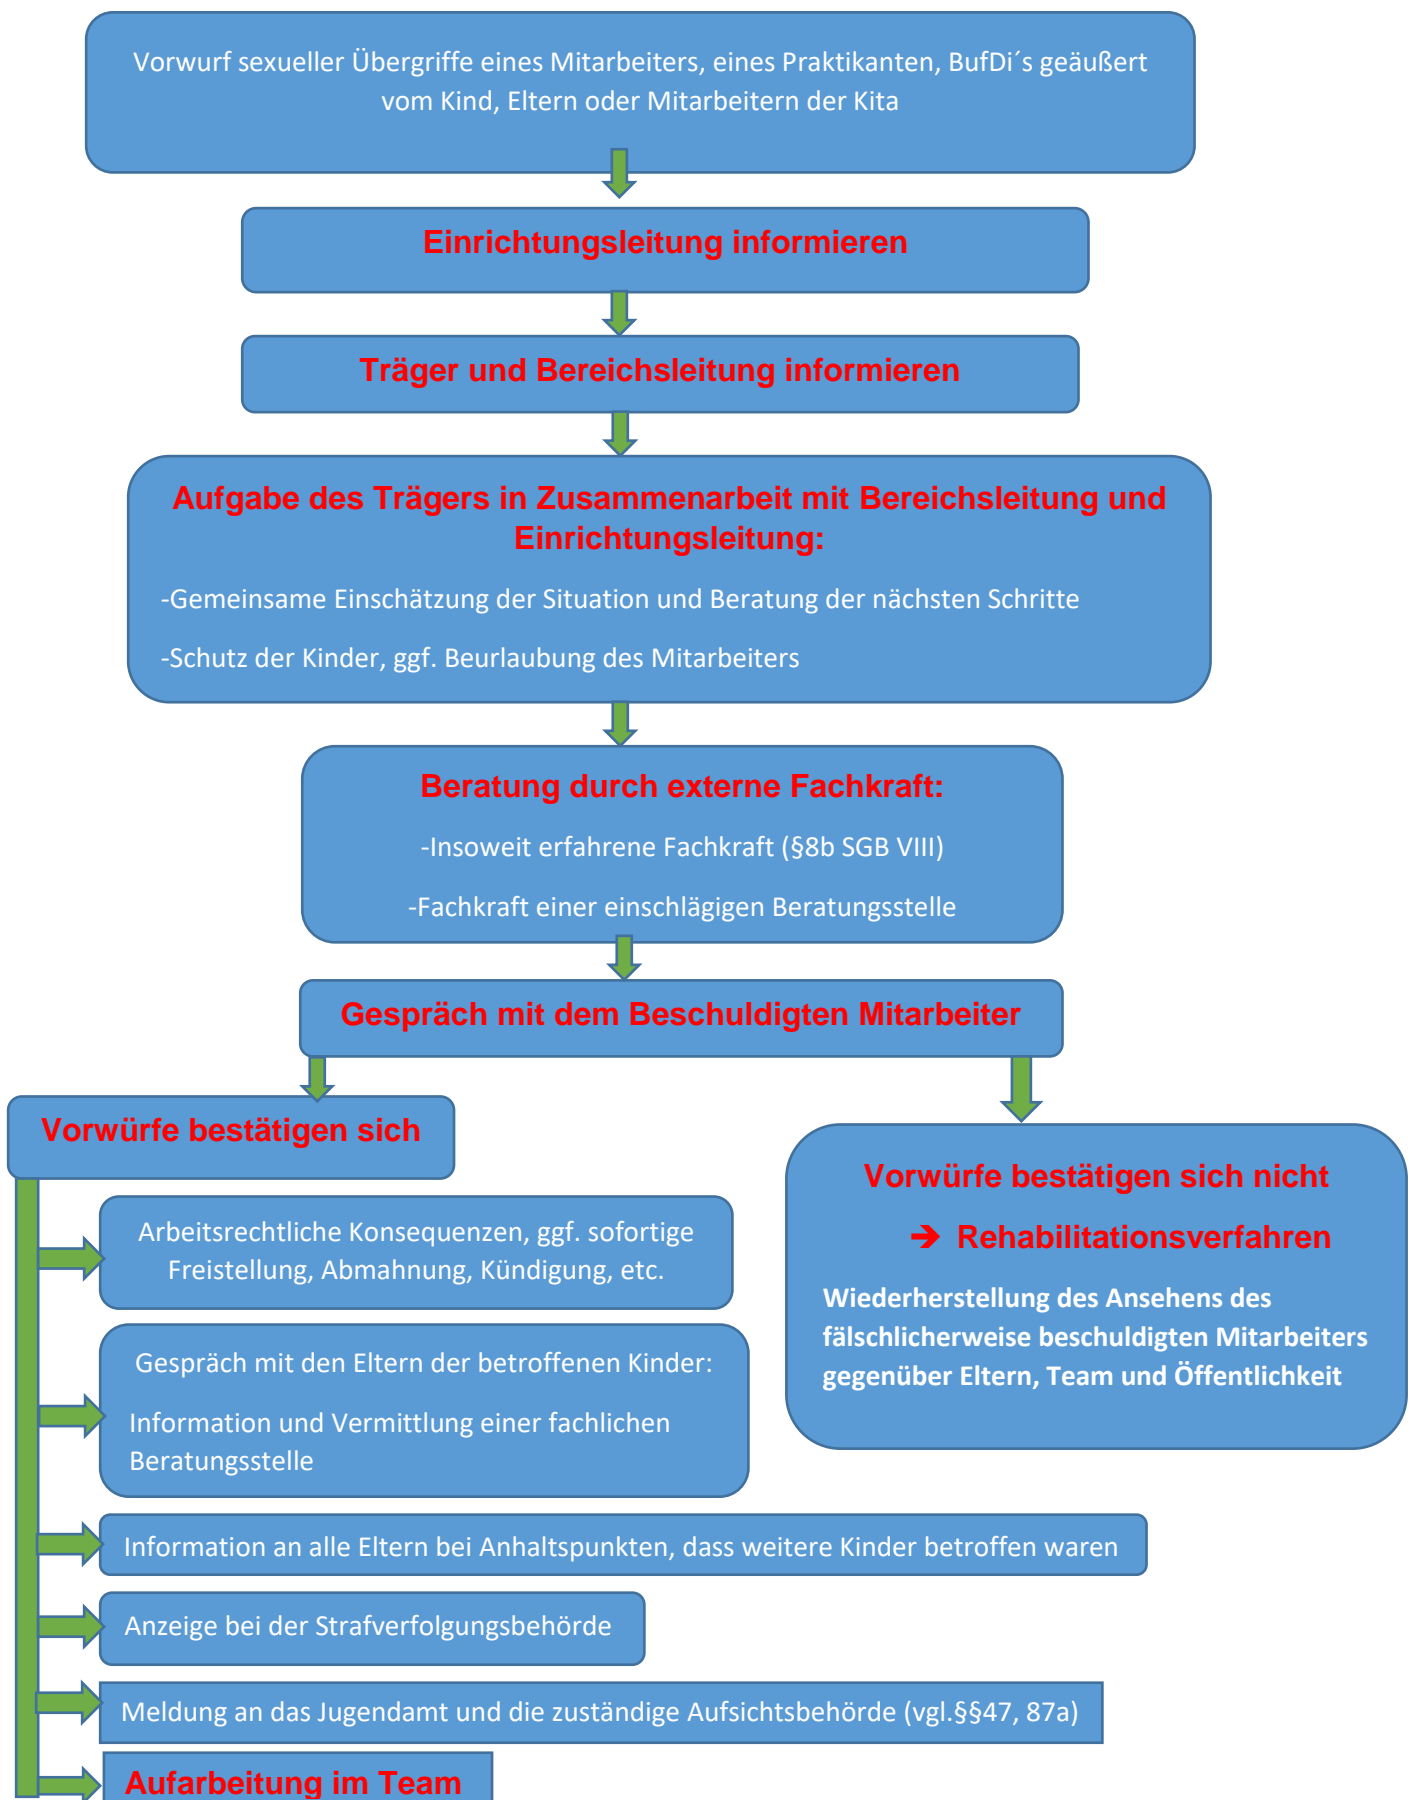 Vorwurf sexueller Übergriffe eines Mitarbeiters, eines Praktikanten, BufDi´s geäußert
vom Kind, Eltern oder Mitarbeitern der Kita
Einrichtungsleitung informieren
Träger und Bereichsleitung informieren
Aufgabe des Trägers in Zusammenarbeit mit Bereichsleitung und
Einrichtungsleitung:
-Gemeinsame Einschätzung der Situation und Beratung der nächsten Schritte
-Schutz der Kinder, ggf. Beurlaubung des Mitarbeiters
Beratung durch externe Fachkraft:
-Insoweit erfahrene Fachkraft (§8b SGB VIII)
-Fachkraft einer einschlägigen Beratungsstelle
Gespräch mit dem Beschuldigten Mitarbeiter
Vorwürfe bestätigen sich
Arbeitsrechtliche Konsequenzen, ggf. sofortige
Freistellung, Abmahnung, Kündigung, etc.
Gespräch mit den Eltern der betroffenen Kinder:
Information und Vermittlung einer fachlichen
Beratungsstelle
Information an alle Eltern bei Anhaltspunkten, dass weitere Kinder betroffen waren
Anzeige bei der Strafverfolgungsbehörde
Meldung an das Jugendamt und die zuständige Aufsichtsbehörde (vgl.§§47, 87a)
Aufarbeitung im Team
Vorwürfe bestätigen sich nicht
➔ Rehabilitationsverfahren
Wiederherstellung des Ansehens des
fälschlicherweise beschuldigten Mitarbeiters
gegenüber Eltern, Team und Öffentlichkeit